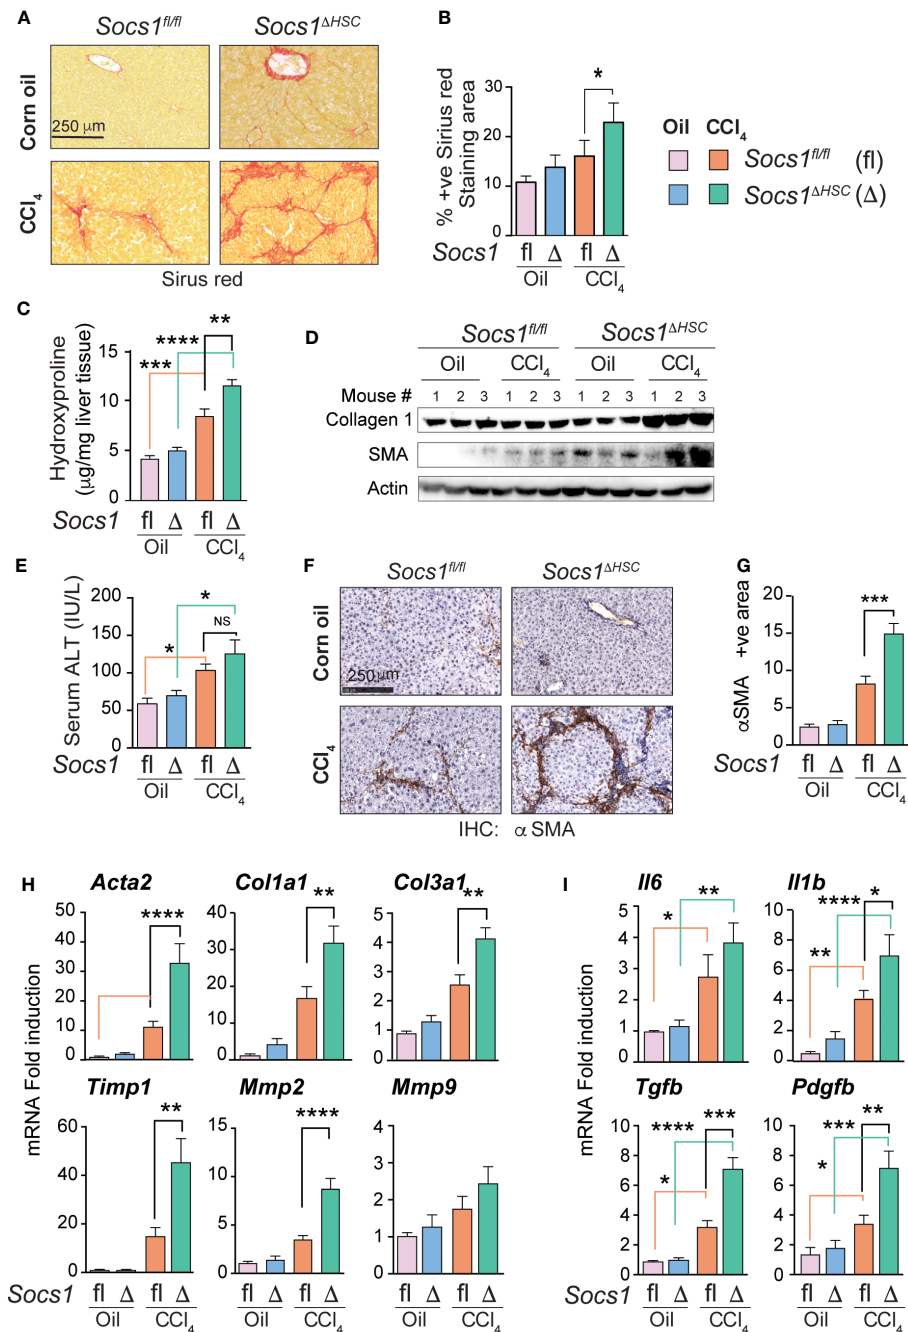 A
Socs1fl/fl Socs1ΔHSC
Corn oil
250 μm
CCl4
Sirus red
B
% +ve Sirius red
Staining area
30
20
10
0
*
Socs1 fl Δ fl Δ
Oil CCl4
Oil CCl4
Socs1fl/fl (fl)
Socs1ΔHSC (Δ)
C
Hydroxyproline
(μg/mg liver tissue)
15
10
5
0
*** **** **
Socs1 fl Δ fl Δ
Oil CCl4
D
Socs1fl/fl Socs1ΔHSC
Oil CCl4 Oil CCl4
Mouse # 1 2 3 1 2 3 1 2 3 1 2 3
Collagen 1
SMA
Actin
E
Serum ALT (IU/L)
200
150
100
50
0
* * NS
Socs1 fl Δ fl Δ
Oil CCl4
F
Socs1fl/fl Socs1ΔHSC
Corn oil
250μm
CCl4
IHC: α SMA
G
αSMA +ve area
20
15
10
5
0
***
Socs1 fl Δ fl Δ
Oil CCl4
H
mRNA Fold induction
Acta2
50
40
30
20
10
0
****
Col1a1
40
30
20
10
0
**
Col3a1
5
4
3
2
1
0
**
Timp1
60
40
20
0
**
Mmp2
15
10
5
0
****
Mmp9
4
3
2
1
0
Socs1 fl Δ fl Δ fl Δ fl Δ fl Δ fl Δ
Oil CCl4 Oil CCl4 Oil CCl4
I
mRNA Fold induction
Il6
5
4
3
2
1
0
* **
Il1b
10
8
6
4
2
0
** **** *
Tgfb
10
8
6
4
2
0
* **** ***
Pdgfb
10
8
6
4
2
0
* *** **
Socs1 fl Δ fl Δ fl Δ fl Δ
Oil CCl4 Oil CCl4